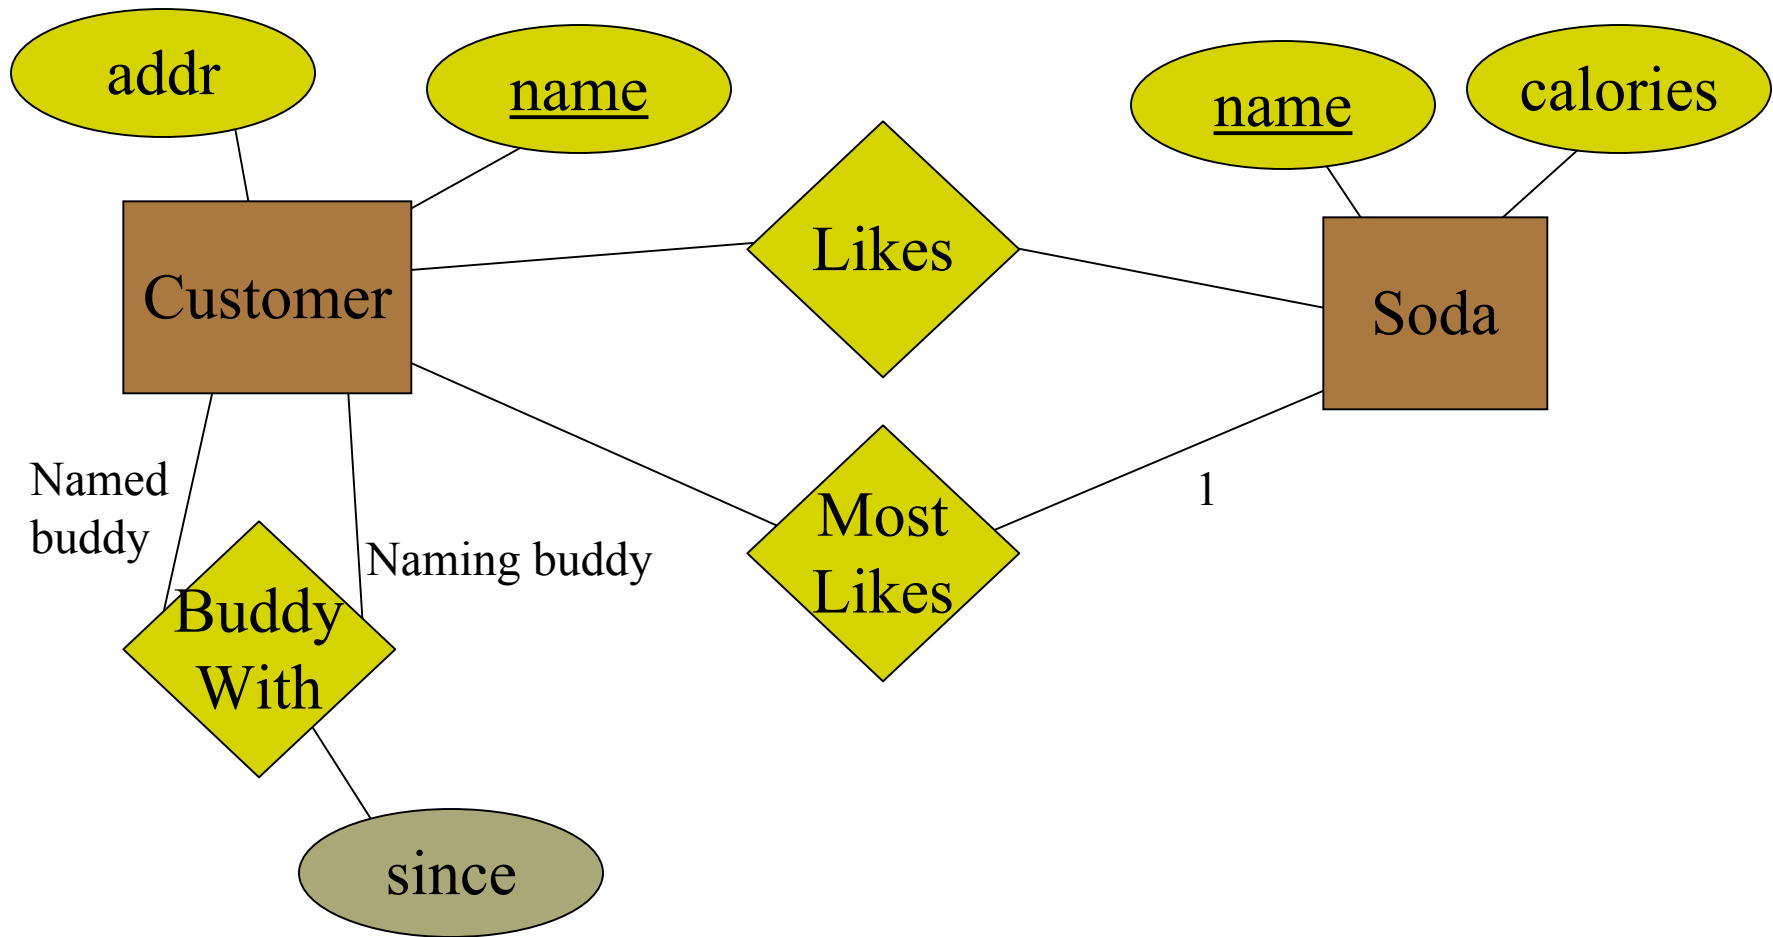 addr
name
name
calories
Likes
Customer
Soda
Named
buddy
1
Most
Likes
Naming buddy
Buddy
With
since